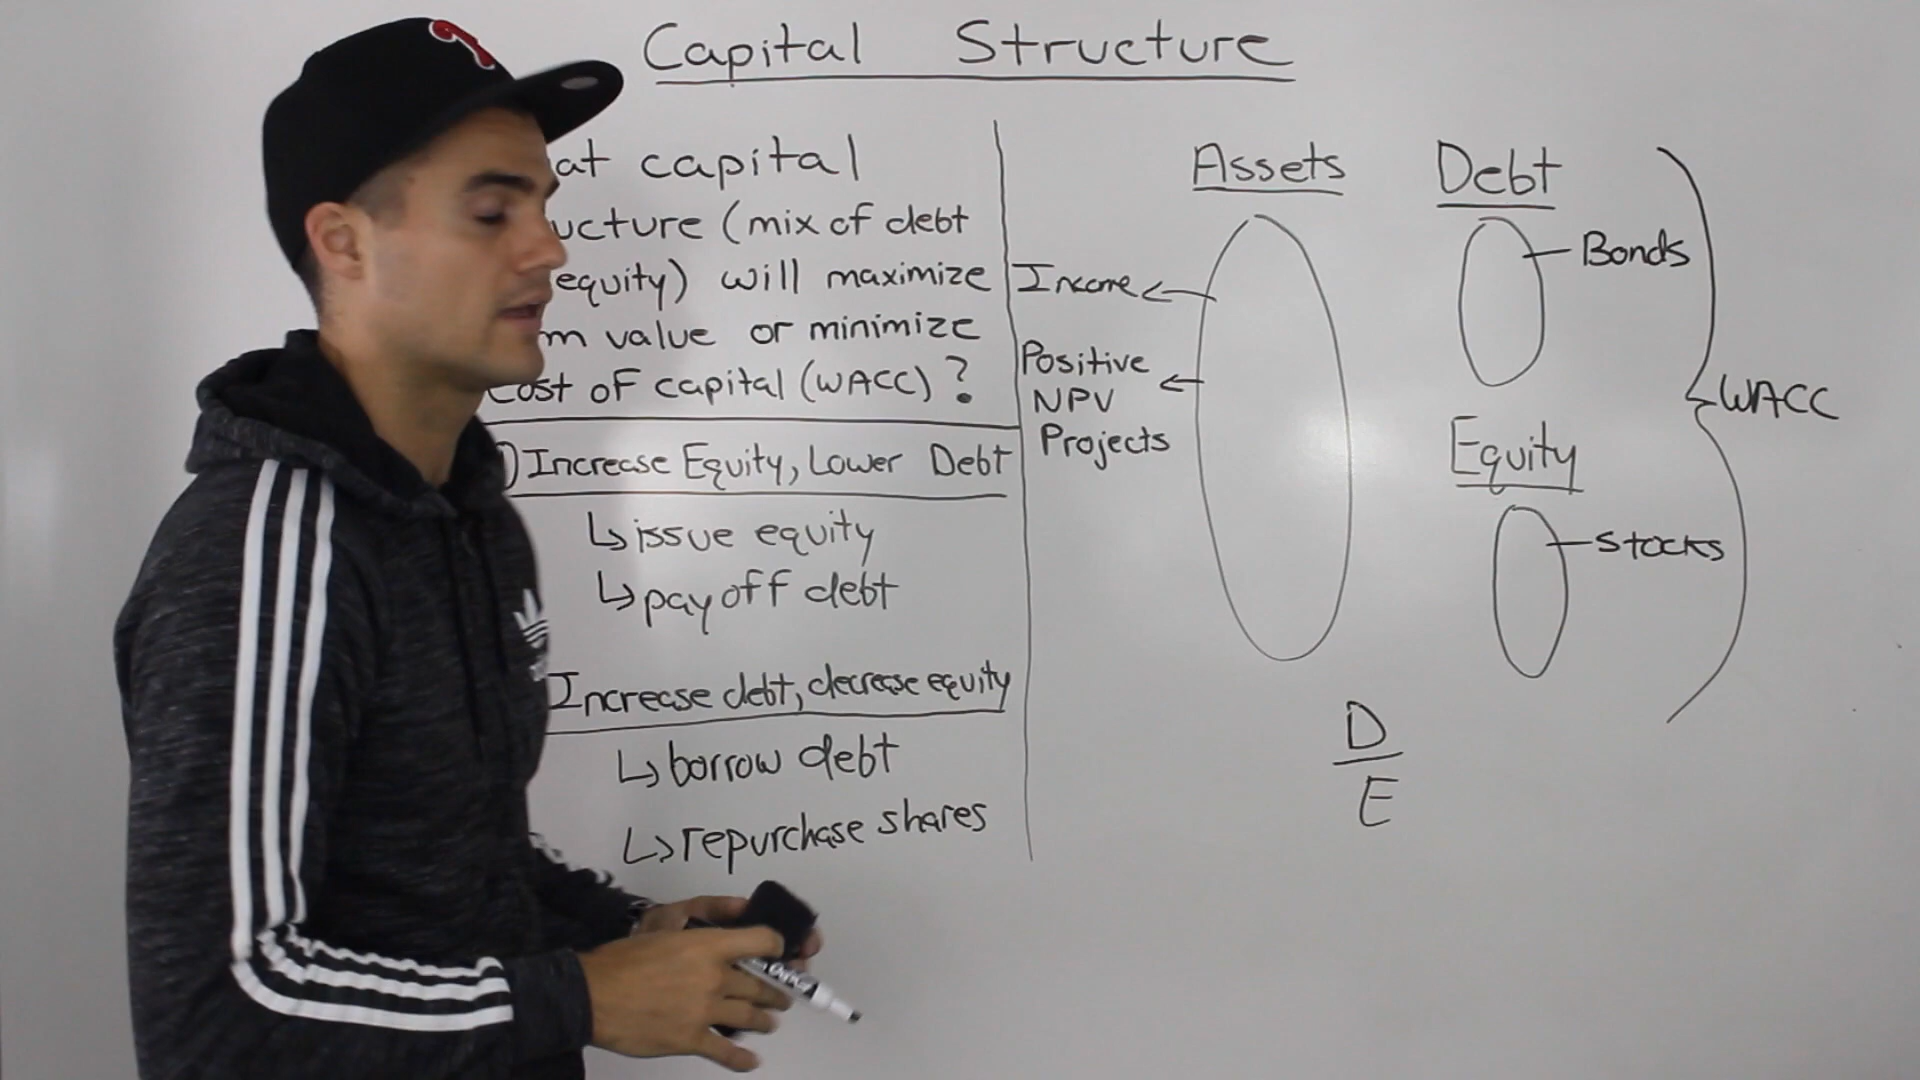 Capital Structure
at capital
ucture (mix of debt
equity) will maximize
m value or minimize
Cost of capital (WACC) ?
) Increase Equity, Lower Debt
↳ issue equity
↳ pay off debt
Increase debt, decrease equity
↳ borrow debt
↳ repurchase shares
Assets
Income
Positive
NPV
Projects
Debt
Bonds
Equity
Stocks
WACC
D
E